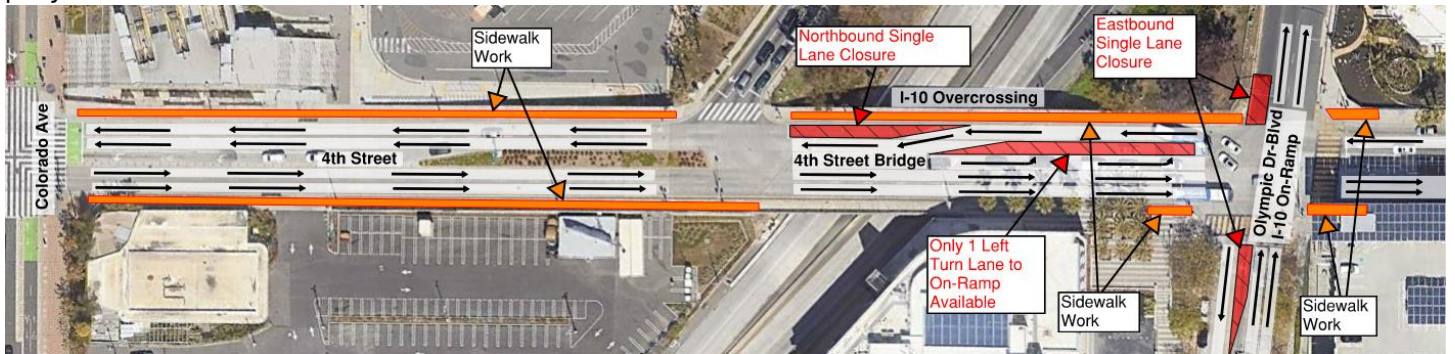 Colorado Ave
Sidewalk
Work
4th Street
Northbound Single
Lane Closure
I-10 Overcrossing
4th Street Bridge
Eastbound
Single Lane
Closure
Olympic Dr-Blvd
I-10 On-Ramp
Only 1 Left
Turn Lane to
On-Ramp
Available
Sidewalk
Work
Sidewalk
Work